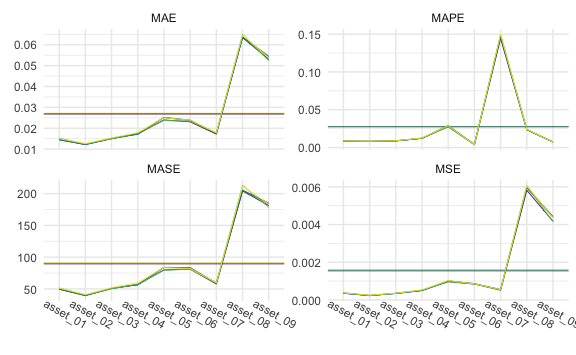 MAE
MAPE
0.06
0.05
0.04
0.03
0.02
0.01
0.15
0.10
0.05
0.00
MASE
MSE
200
150
100
50
0.006
0.004
0.002
0.000
asset_01
asset_02
asset_03
asset_04
asset_05
asset_06
asset_07
asset_08
asset_09
asset_01
asset_02
asset_03
asset_04
asset_05
asset_06
asset_07
asset_08
asset_09